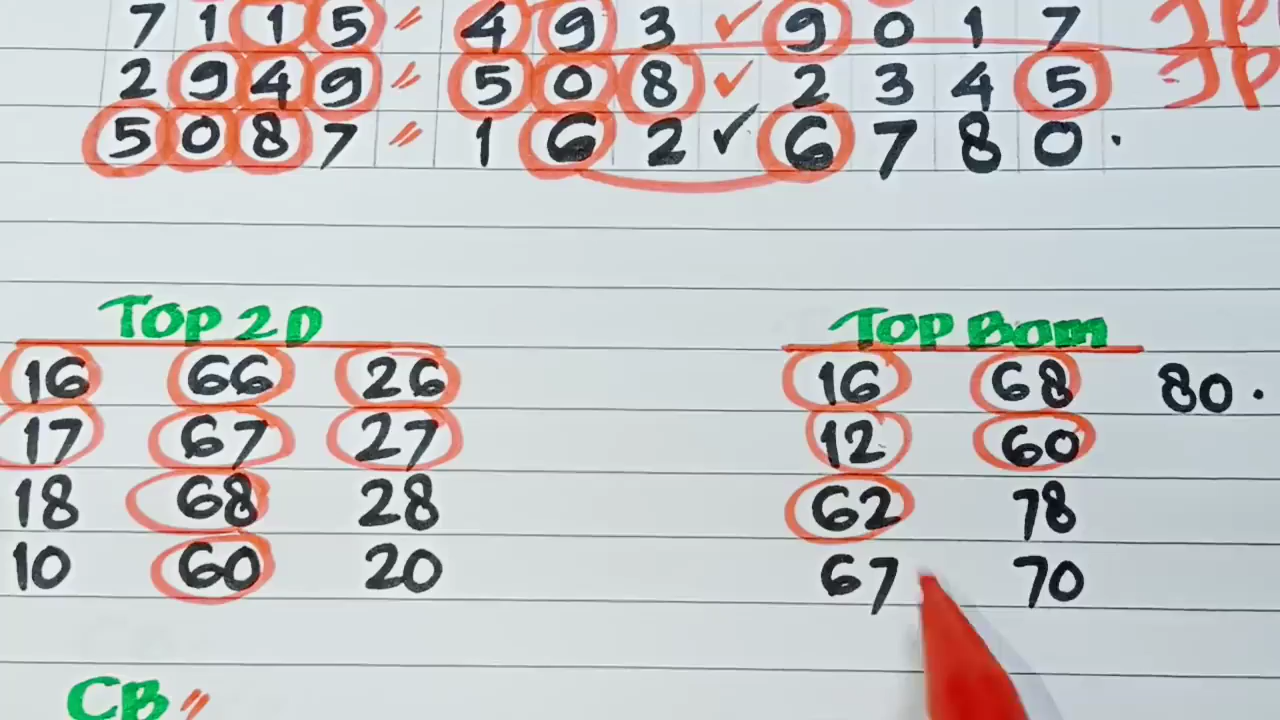 7 1 1 5 〃 4 9 3 ✓ 9 0 1 7 JP
2 9 4 9 〃 5 0 8 ✓ 2 3 4 5 JP
5 0 8 7 〃 1 6 2 ✓ 6 7 8 0 .
TOP 2D
16 66 26
17 67 27
18 68 28
10 60 20
TOP Bom
16 68 80 .
12 60
62 78
67 70
CB 〃